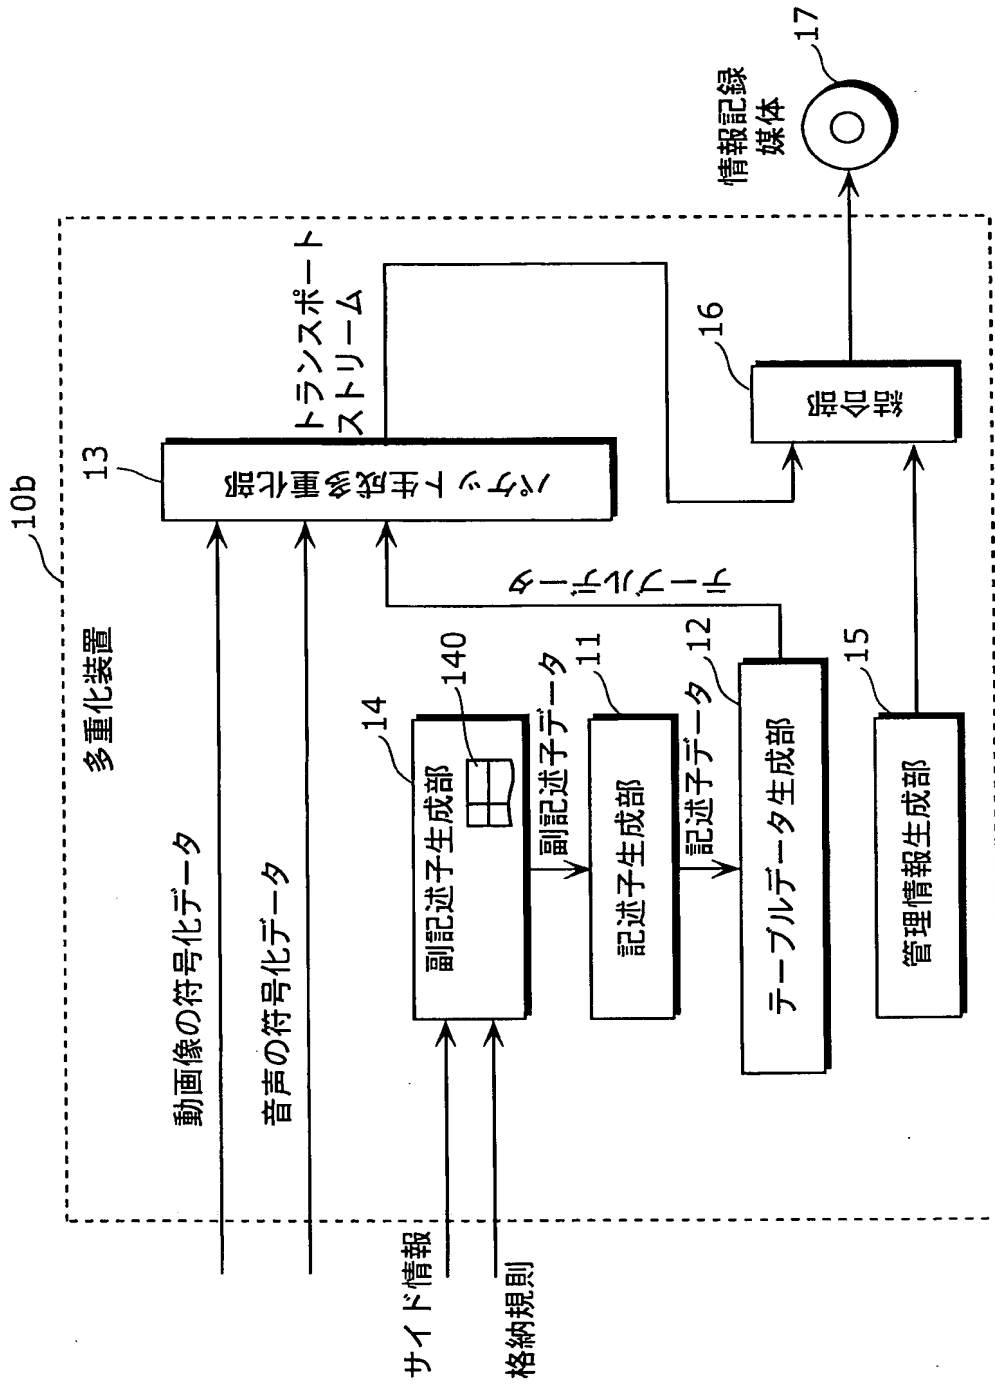 10b
多重化装置
動画像の符号化データ
音声の符号化データ
サイド情報
格納規則
13
パケット生成多重化部
トランスポート
ストリーム
14
副記述子生成部
140
副記述子データ
11
記述子生成部
記述子データ
12
テーブルデータ生成部
テーブルデータ
15
管理情報生成部
16
結合部
情報記録
媒体
17